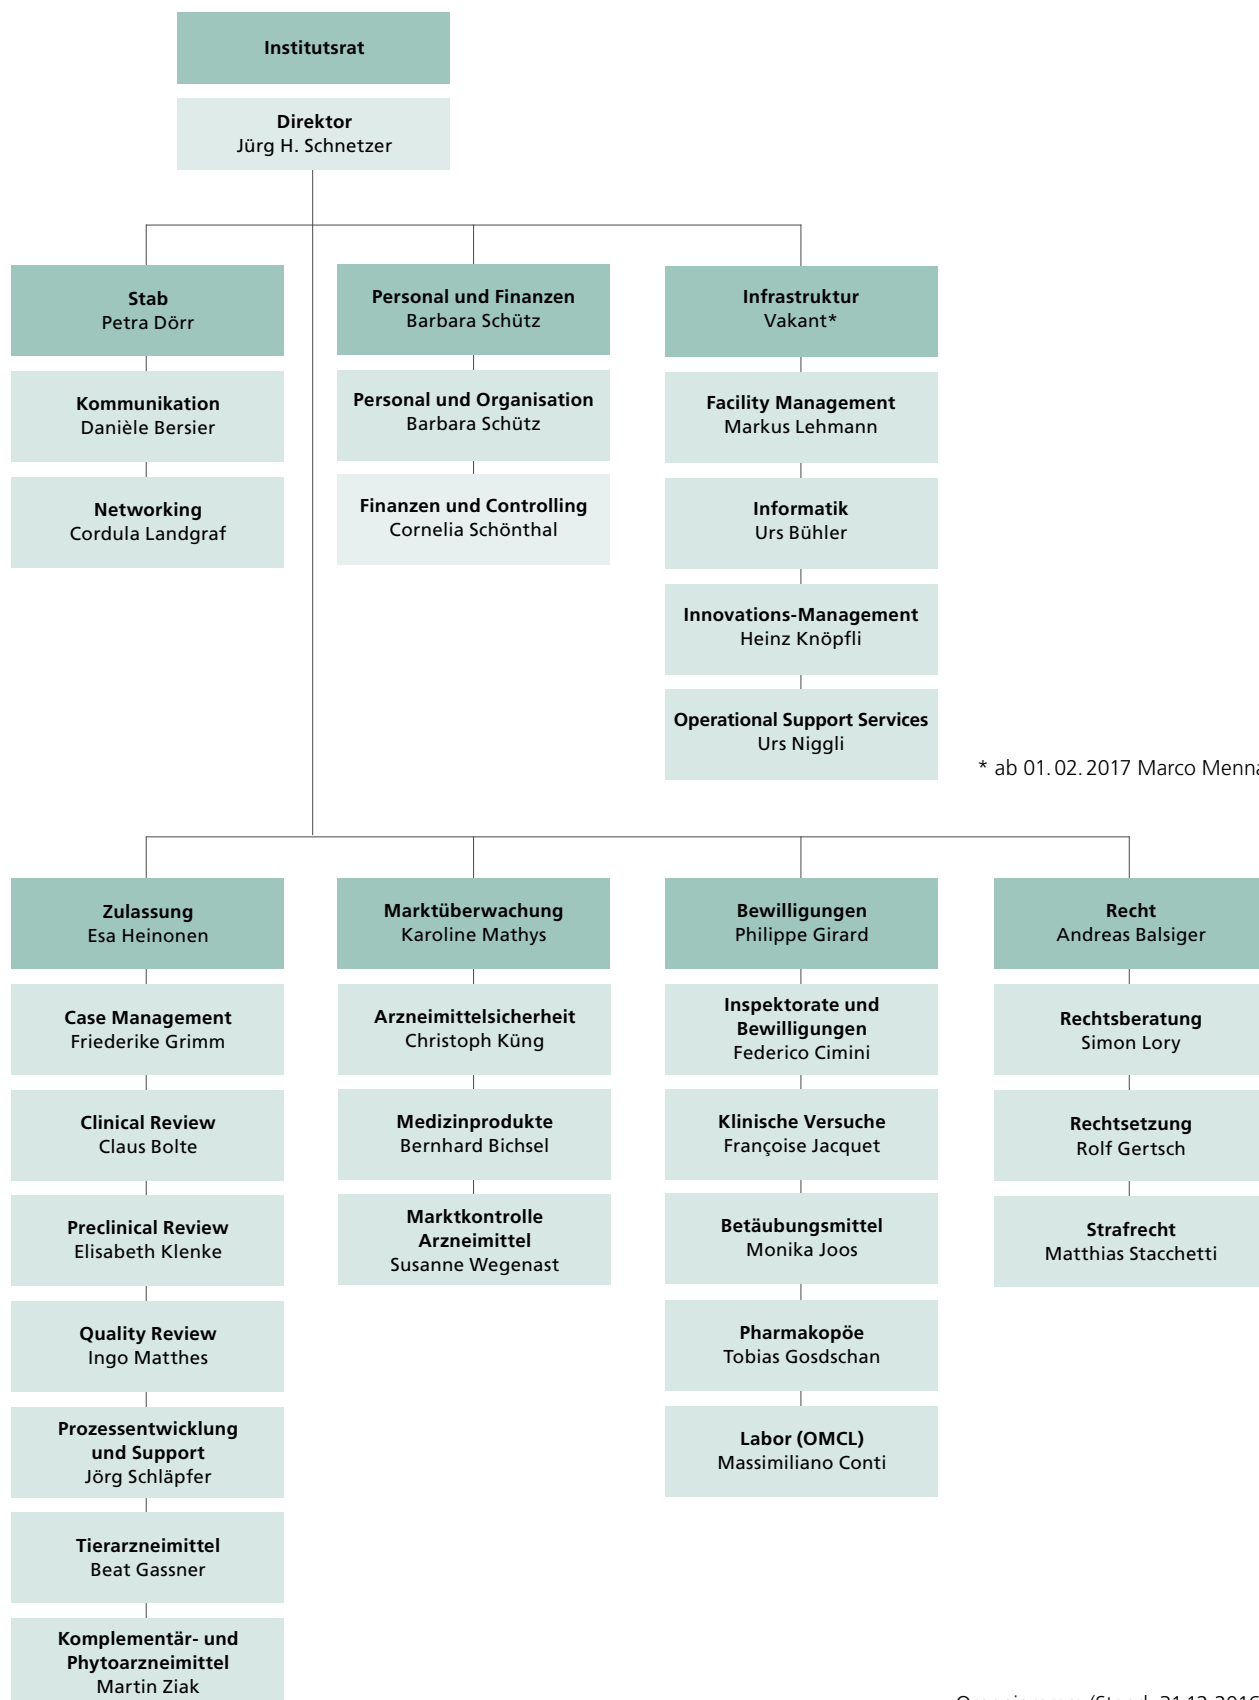 Institutsrat
Direktor
Jürg H. Schnetzer
Stab
Petra Dörr
Kommunikation
Danièle Bersier
Networking
Cordula Landgraf
Personal und Finanzen
Barbara Schütz
Personal und Organisation
Barbara Schütz
Finanzen und Controlling
Cornelia Schönthal
Infrastruktur
Vakant*
Facility Management
Markus Lehmann
Informatik
Urs Bühler
Innovations-Management
Heinz Knöpfli
Operational Support Services
Urs Niggli
* ab 01.02.2017 Marco Menna
Zulassung
Esa Heinonen
Case Management
Friederike Grimm
Clinical Review
Claus Bolte
Preclinical Review
Elisabeth Klenke
Quality Review
Ingo Matthes
Prozessentwicklung
und Support
Jörg Schläpfer
Tierarzneimittel
Beat Gassner
Komplementär- und
Phytoarzneimittel
Martin Ziak
Marktüberwachung
Karoline Mathys
Arzneimittelsicherheit
Christoph Küng
Medizinprodukte
Bernhard Bichsel
Marktkontrolle
Arzneimittel
Susanne Wegenast
Bewilligungen
Philippe Girard
Inspektorate und
Bewilligungen
Federico Cimini
Klinische Versuche
Françoise Jacquet
Betäubungsmittel
Monika Joos
Pharmakopöe
Tobias Gosdschan
Labor (OMCL)
Massimiliano Conti
Recht
Andreas Balsiger
Rechtsberatung
Simon Lory
Rechtsetzung
Rolf Gertsch
Strafrecht
Matthias Stacchetti